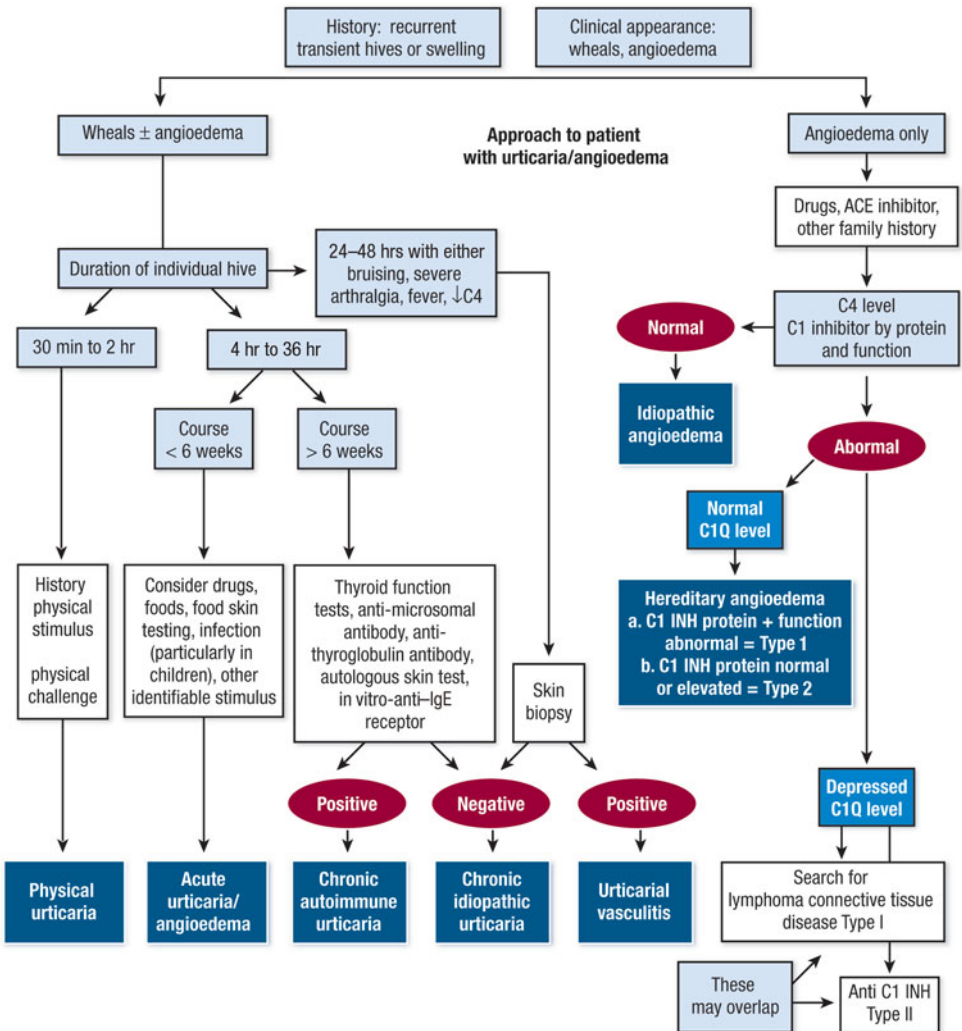 History: recurrent
transient hives or swelling
Clinical appearance:
wheals, angioedema
Wheals ± angioedema
Approach to patient
with urticaria/angioedema
Angioedema only
Drugs, ACE inhibitor,
other family history
Duration of individual hive
24–48 hrs with either
bruising, severe
arthralgia, fever, ↓C4
C4 level
C1 inhibitor by protein
and function
Normal
30 min to 2 hr
4 hr to 36 hr
Idiopathic
angioedema
Course
< 6 weeks
Course
> 6 weeks
Abormal
Normal
C1Q level
History
physical
stimulus
physical
challenge
Consider drugs,
foods, food skin
testing, infection
(particularly in
children), other
identifiable stimulus
Thyroid function
tests, anti-microsomal
antibody, anti-
thyroglobulin antibody,
autologous skin test,
in vitro-anti–IgE
receptor
Skin
biopsy
Hereditary angioedema
a. C1 INH protein + function
abnormal = Type 1
b. C1 INH protein normal
or elevated = Type 2
Positive
Negative
Positive
Depressed
C1Q level
Physical
urticaria
Acute
urticaria/
angioedema
Chronic
autoimmune
urticaria
Chronic
idiopathic
urticaria
Urticarial
vasculitis
Search for
lymphoma connective tissue
disease Type I
These
may overlap
Anti C1 INH
Type II